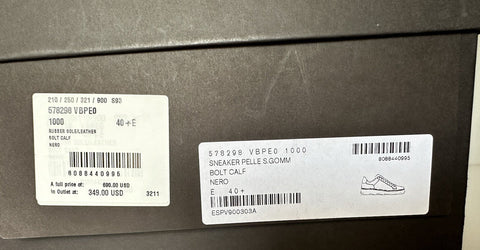 210 / 250 / 321 / 900 S93
578298 VBPE0
1000 40+E
RUBBER SOLE/LEATHER
BOLT CALF
NERO
8088440995
A full price at: 690.00 USD
In Outlet at: 349.00 USD 3211
578298 VBPE0 1000
SNEAKER PELLE S.GOMM
BOLT CALF
NERO
E 40+
ESPV900303A
8088440995